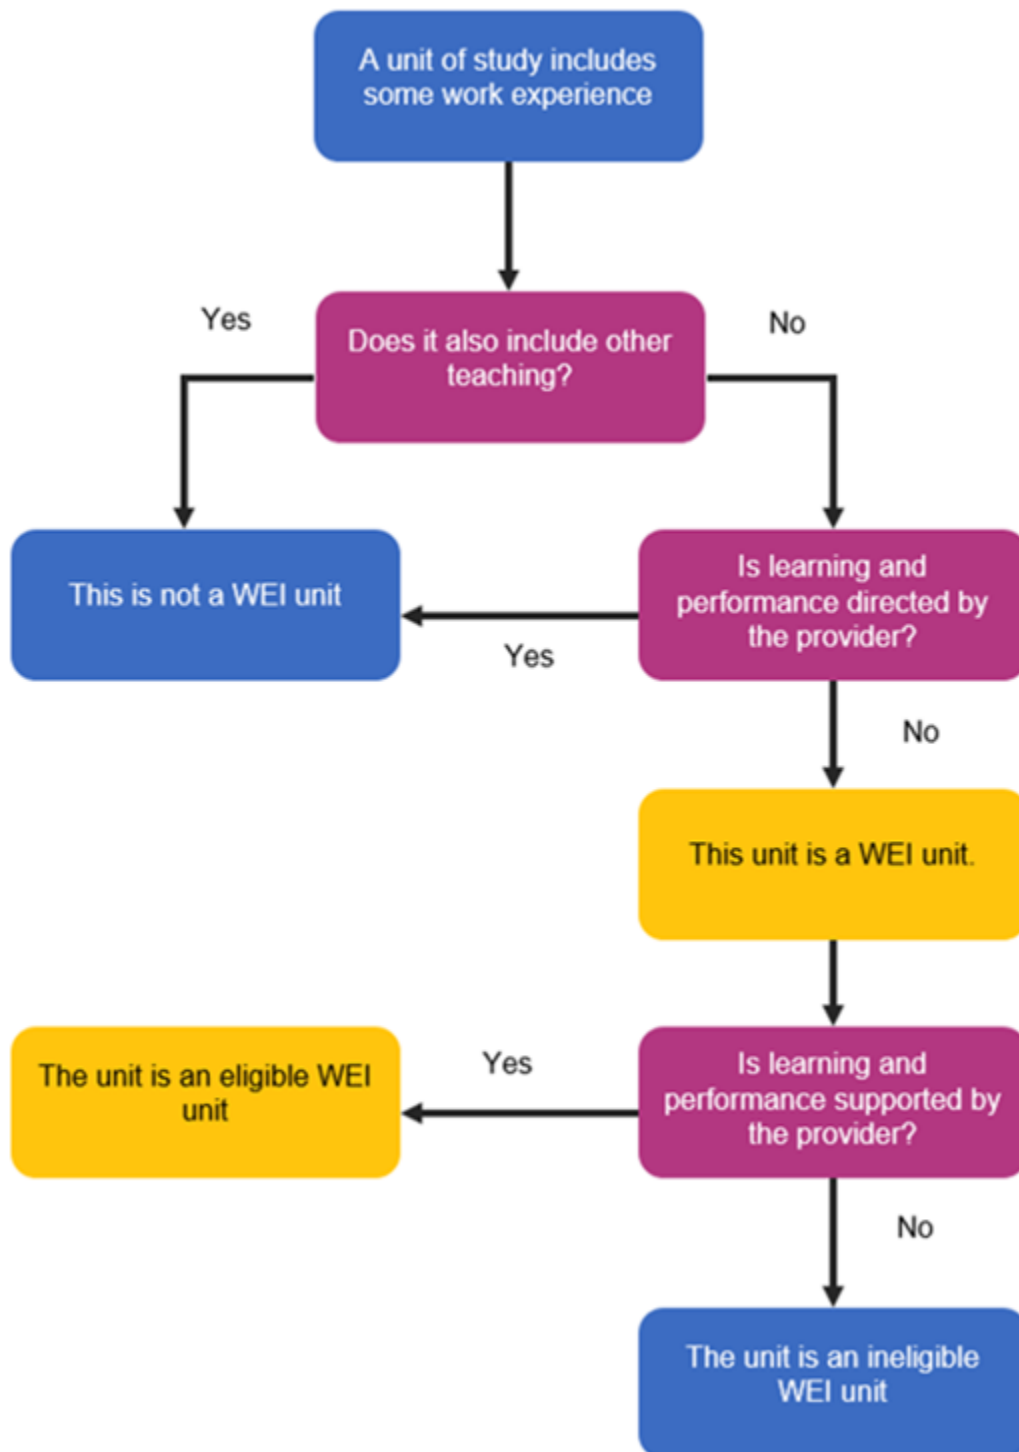 A unit of study includes
some work experience
Yes
No
Does it also include other
teaching?
This is not a WEI unit
Is learning and
performance directed by
the provider?
Yes
No
This unit is a WEI unit.
The unit is an eligible WEI
unit
Yes
Is learning and
performance supported by
the provider?
No
The unit is an ineligible
WEI unit